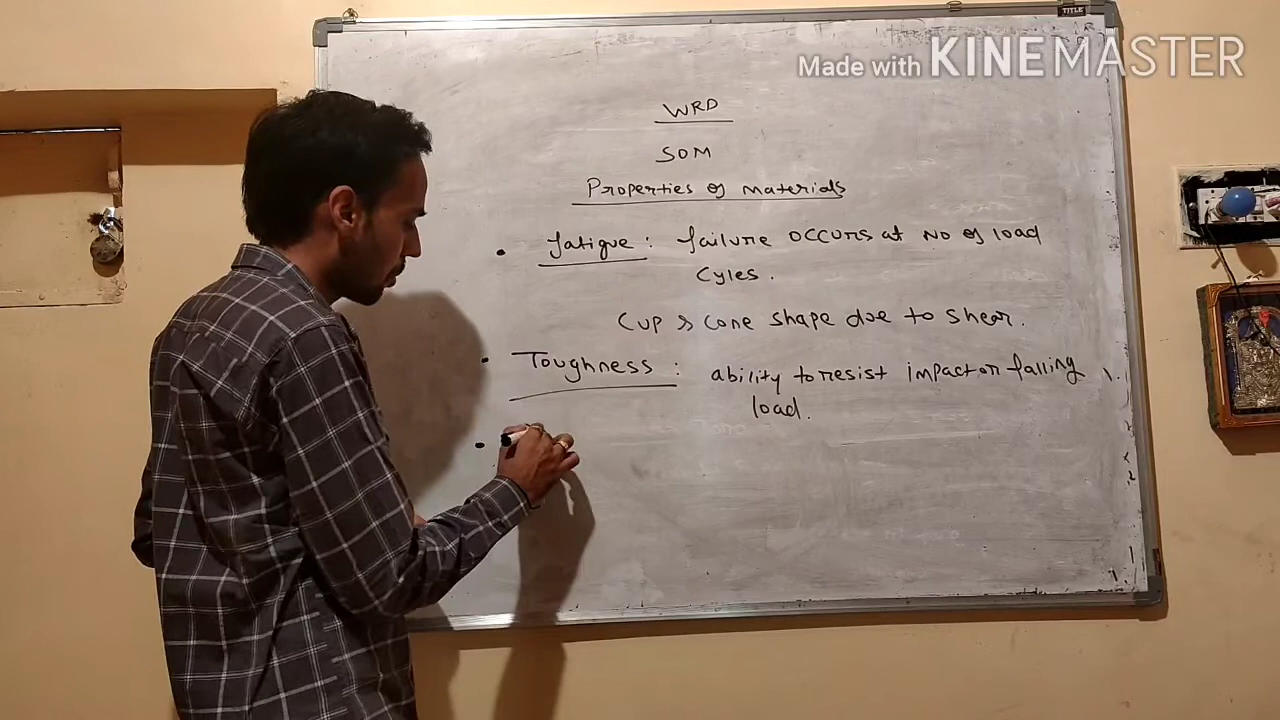 TITLE
Made with KINEMASTER
WRD
SOM
Properties of materials
• fatigue : failure occurs at no of load
cyles.
Cup & cone shape due to shear.
• Toughness : ability to resist impact or falling
load.
•